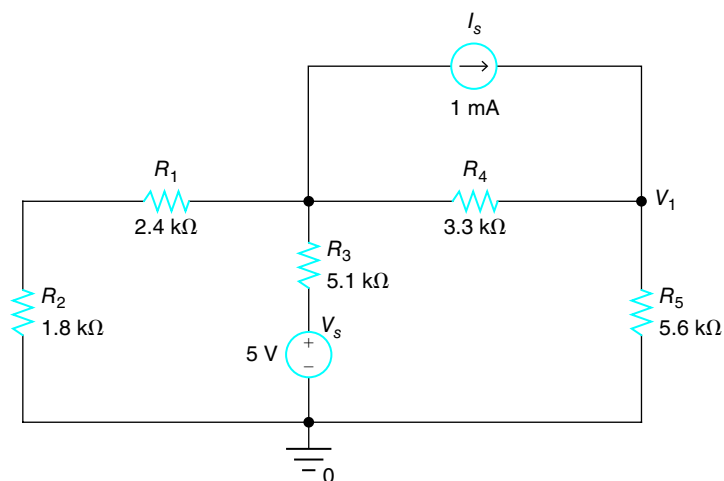 I_s
1 mA
R_1
2.4 kΩ
R_4
3.3 kΩ
V_1
R_3
5.1 kΩ
R_2
1.8 kΩ
V_s
5 V
+
−
R_5
5.6 kΩ
0